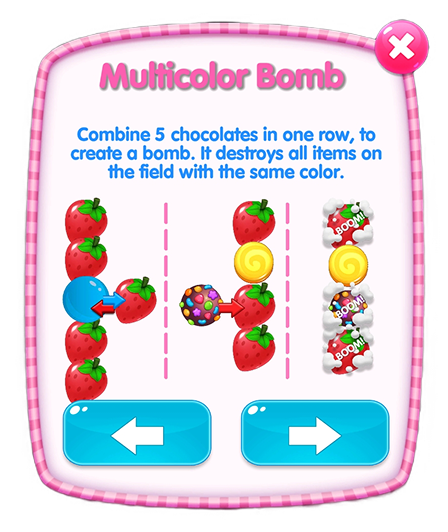 Multicolor Bomb
Combine 5 chocolates in one row, to
create a bomb. It destroys all items on
the field with the same color.
BOOM!
BOOM!
BOOM!